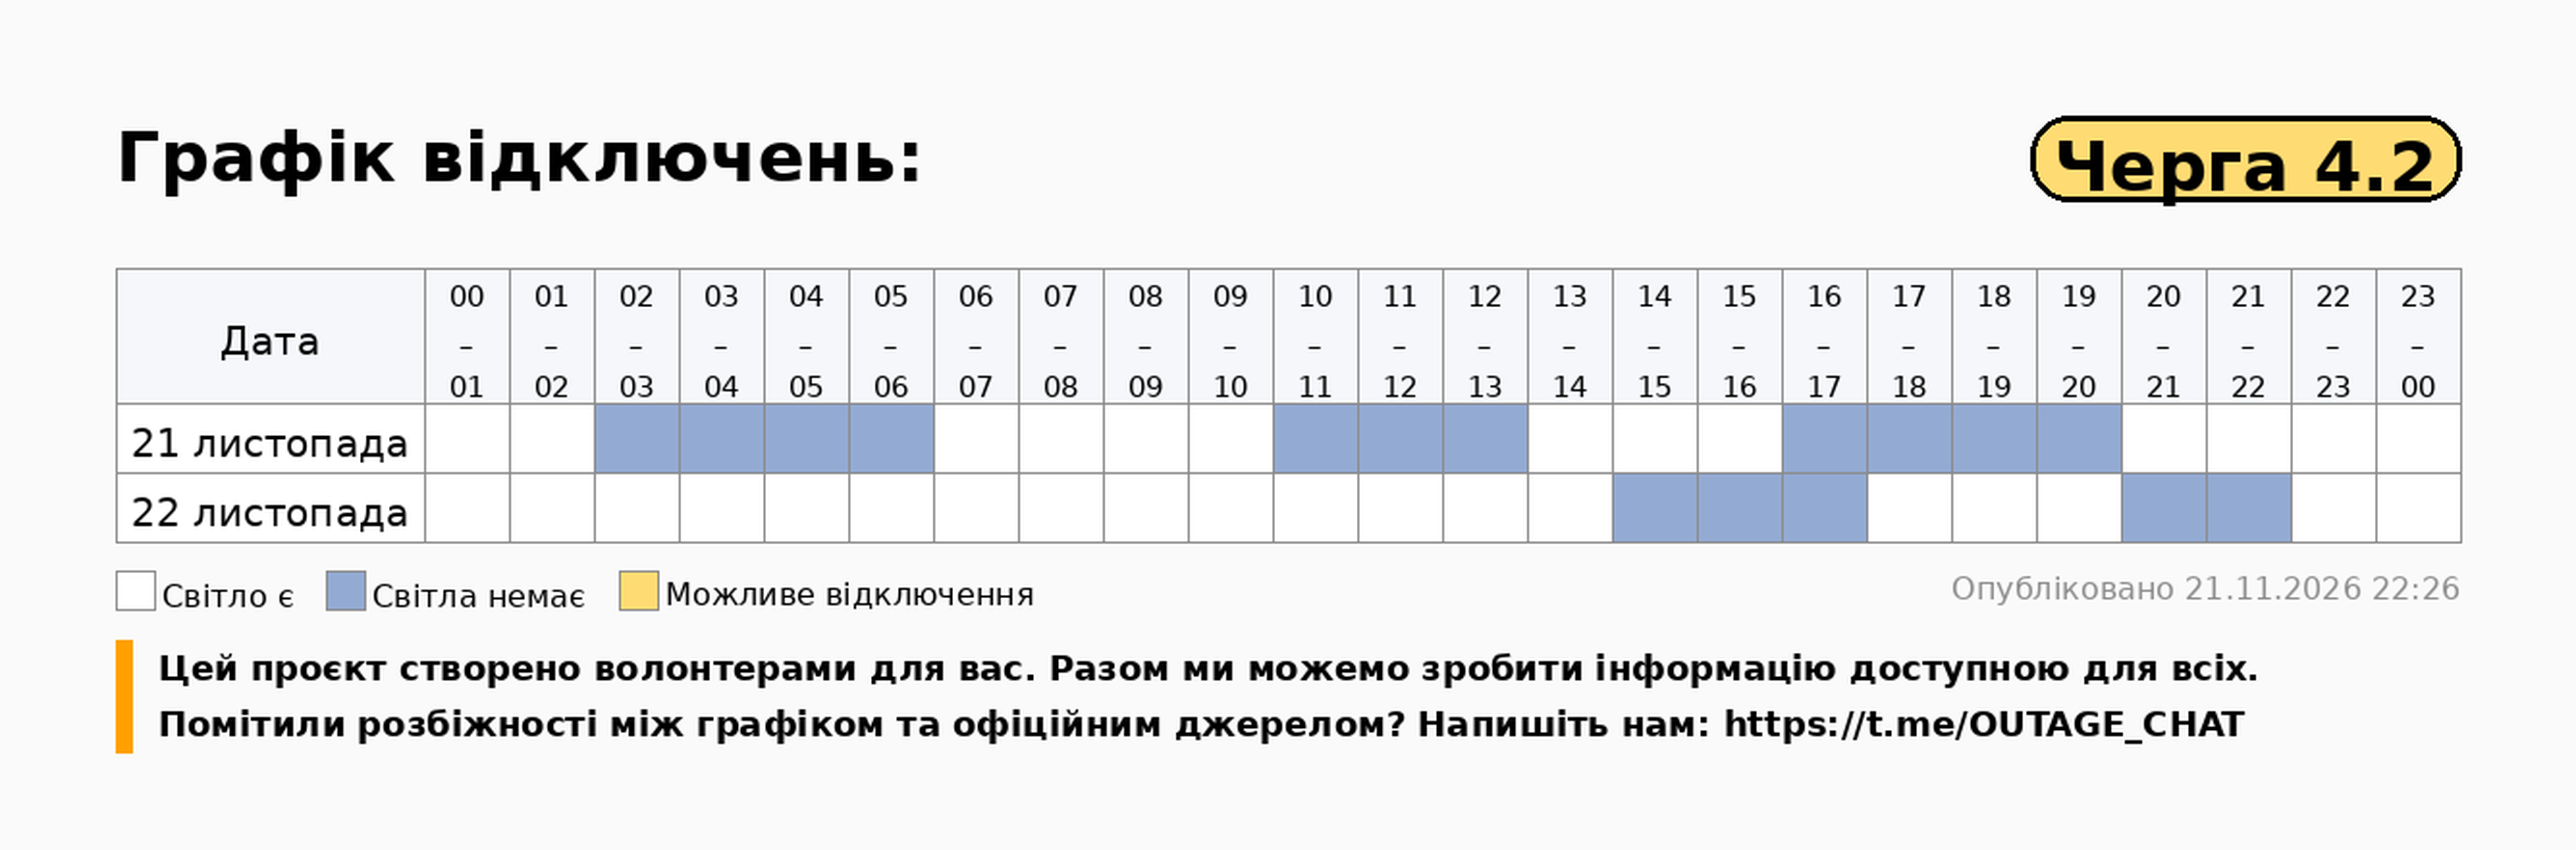 Графік відключень:
Черга 4.2
Дата 00 – 01 01 – 02 02 – 03 03 – 04 04 – 05 05 – 06 06 – 07 07 – 08 08 – 09 09 – 10 10 – 11 11 – 12 12 – 13 13 – 14 14 – 15 15 – 16 16 – 17 17 – 18 18 – 19 19 – 20 20 – 21 21 – 22 22 – 23 23 – 00
21 листопада
22 листопада
Світло є Світла немає Можливе відключення
Опубліковано 21.11.2026 22:26
Цей проєкт створено волонтерами для вас. Разом ми можемо зробити інформацію доступною для всіх.
Помітили розбіжності між графіком та офіційним джерелом? Напишіть нам: https://t.me/OUTAGE_CHAT